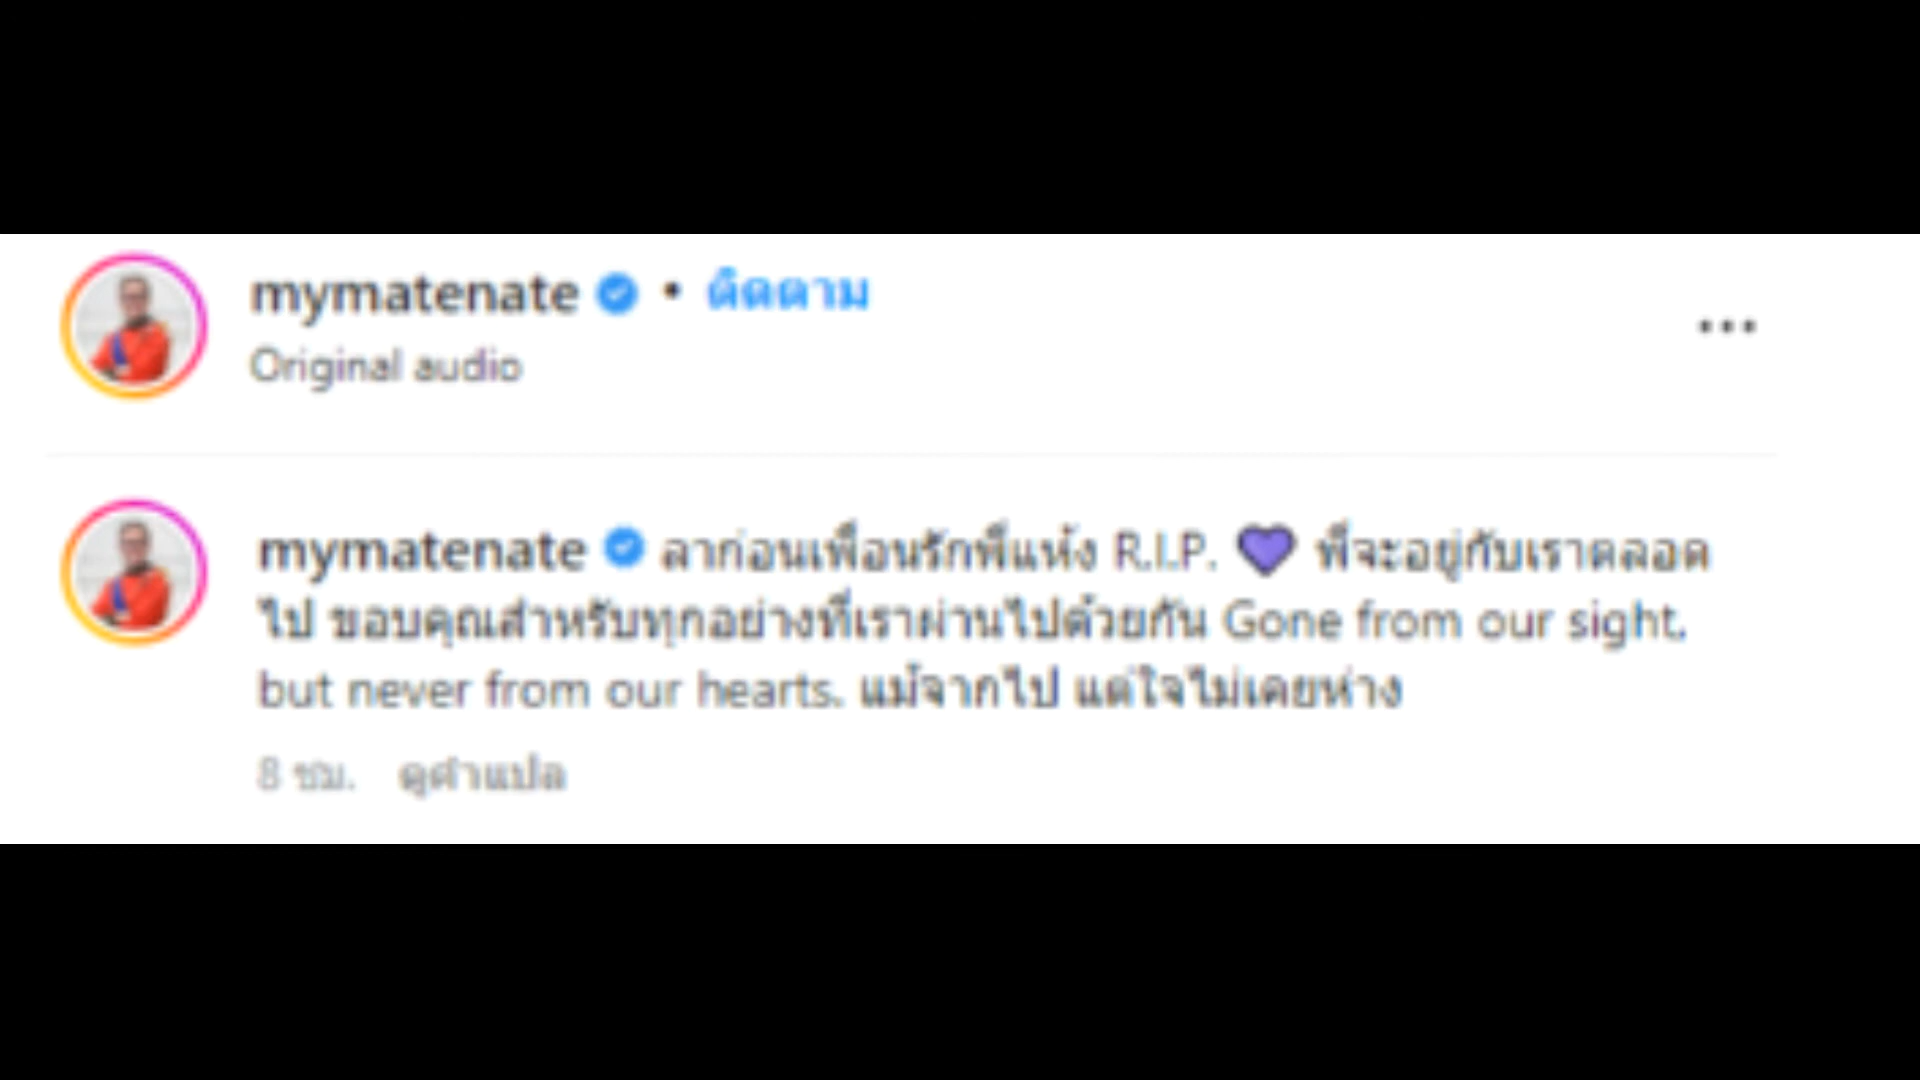 mymatenate • ติดตาม
Original audio
mymatenate ลาก่อนเพื่อนรักพี่แห้ง R.I.P. 💜 พี่จะอยู่กับเราตลอด
ไป ขอบคุณสำหรับทุกอย่างที่เราผ่านไปด้วยกัน Gone from our sight,
but never from our hearts. แม้จากไป แต่ใจไม่เคยห่าง
8 ชม. ดูคำแปล